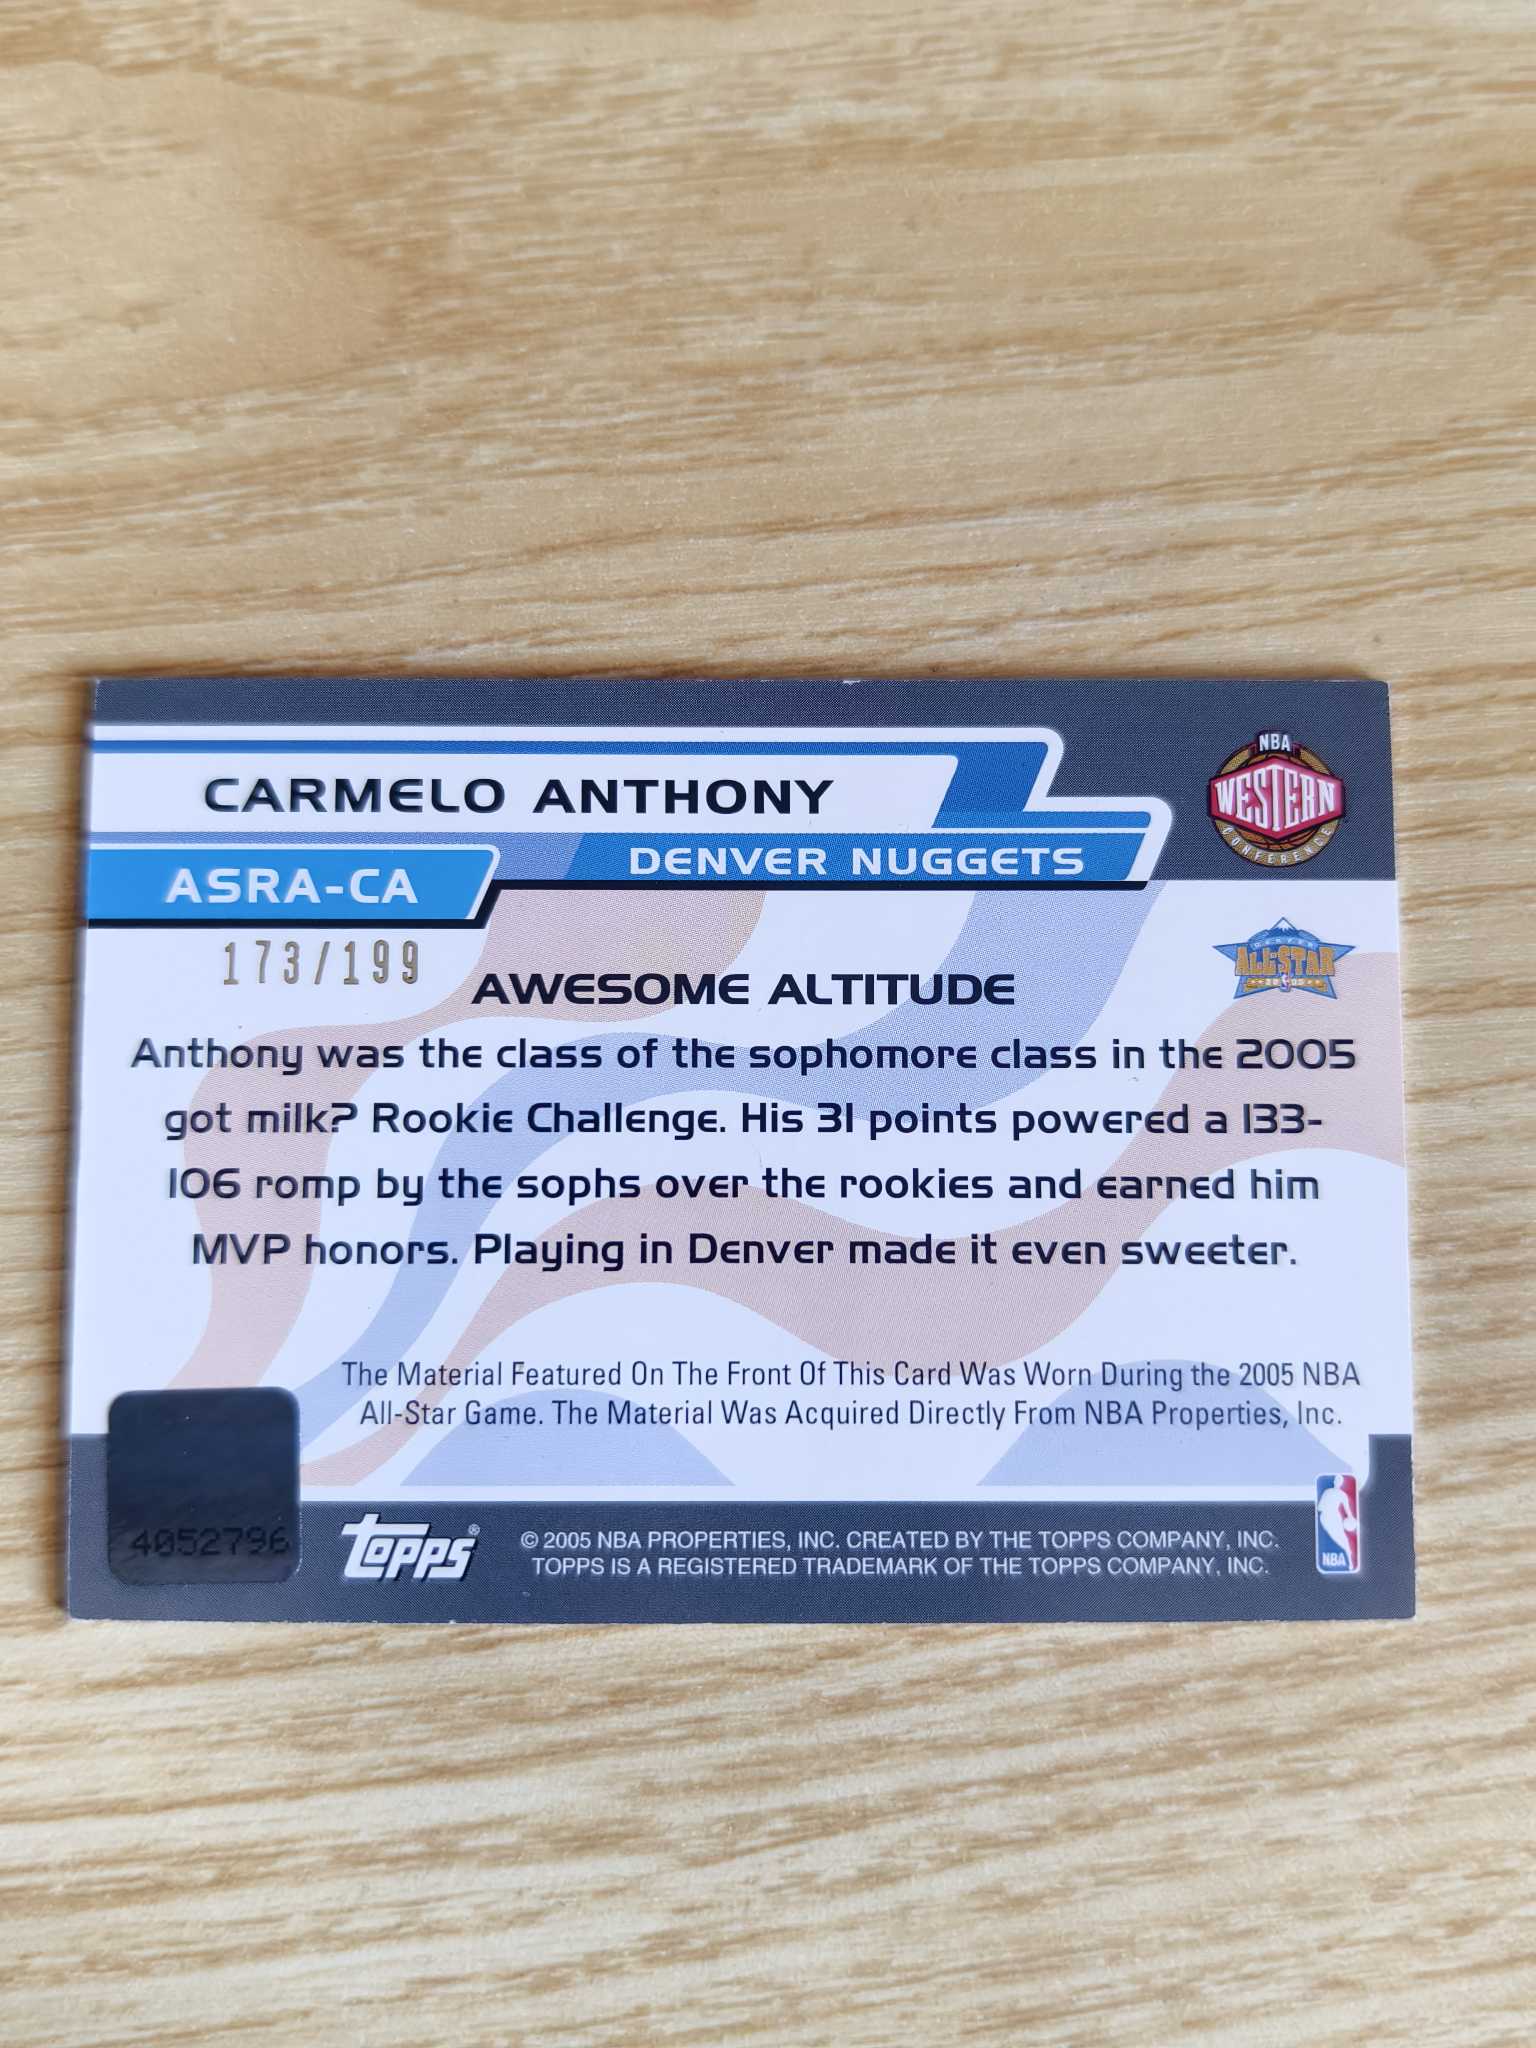 CARMELO ANTHONY
DENVER NUGGETS
ASRA-CA
173/199
NBA
WESTERN
CONFERENCE
DENVER
ALL-STAR
2005
AWESOME ALTITUDE
Anthony was the class of the sophomore class in the 2005
got milk? Rookie Challenge. His 31 points powered a 133-
106 romp by the sophs over the rookies and earned him
MVP honors. Playing in Denver made it even sweeter.
The Material Featured On The Front Of This Card Was Worn During the 2005 NBA
All-Star Game. The Material Was Acquired Directly From NBA Properties, Inc.
4052796
Topps®
© 2005 NBA PROPERTIES, INC. CREATED BY THE TOPPS COMPANY, INC.
TOPPS IS A REGISTERED TRADEMARK OF THE TOPPS COMPANY, INC.
NBA